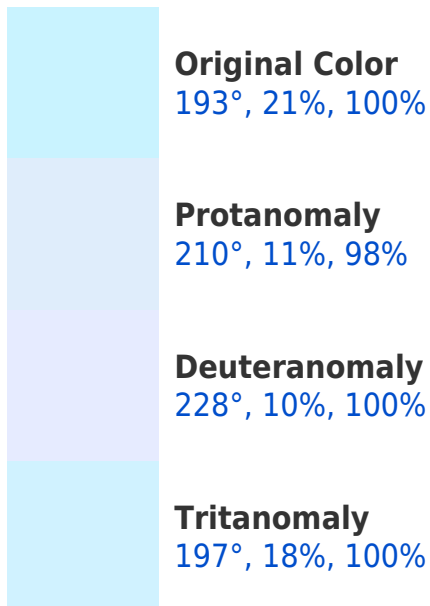 Original Color
193°, 21%, 100%
Protanomaly
210°, 11%, 98%
Deuteranomaly
228°, 10%, 100%
Tritanomaly
197°, 18%, 100%